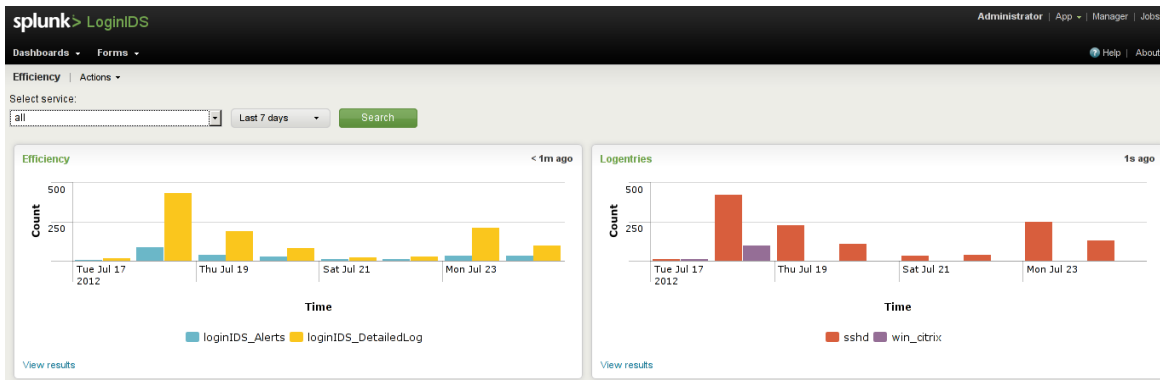 splunk> LoginIDS
Administrator | App | Manager | Jobs
Dashboards Forms
Help | About
Efficiency | Actions
Select service:
all Last 7 days Search
Efficiency < 1m ago
500
250
Count
Tue Jul 17 Thu Jul 19 Sat Jul 21 Mon Jul 23
2012
Time
loginIDS_Alerts loginIDS_DetailedLog
View results
Logentries 1s ago
500
250
Count
Tue Jul 17 Thu Jul 19 Sat Jul 21 Mon Jul 23
2012
Time
sshd win_citrix
View results